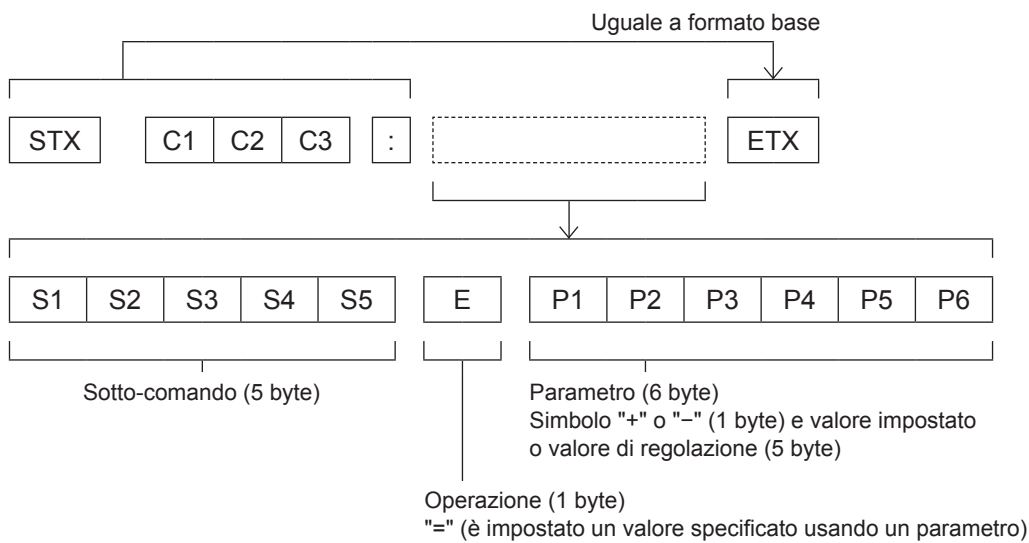 Uguale a formato base
STX C1 C2 C3 : ETX
S1 S2 S3 S4 S5 E P1 P2 P3 P4 P5 P6
Sotto-comando (5 byte)
Parametro (6 byte)
Simbolo "+" o "−" (1 byte) e valore impostato
o valore di regolazione (5 byte)
Operazione (1 byte)
"=" (è impostato un valore specificato usando un parametro)